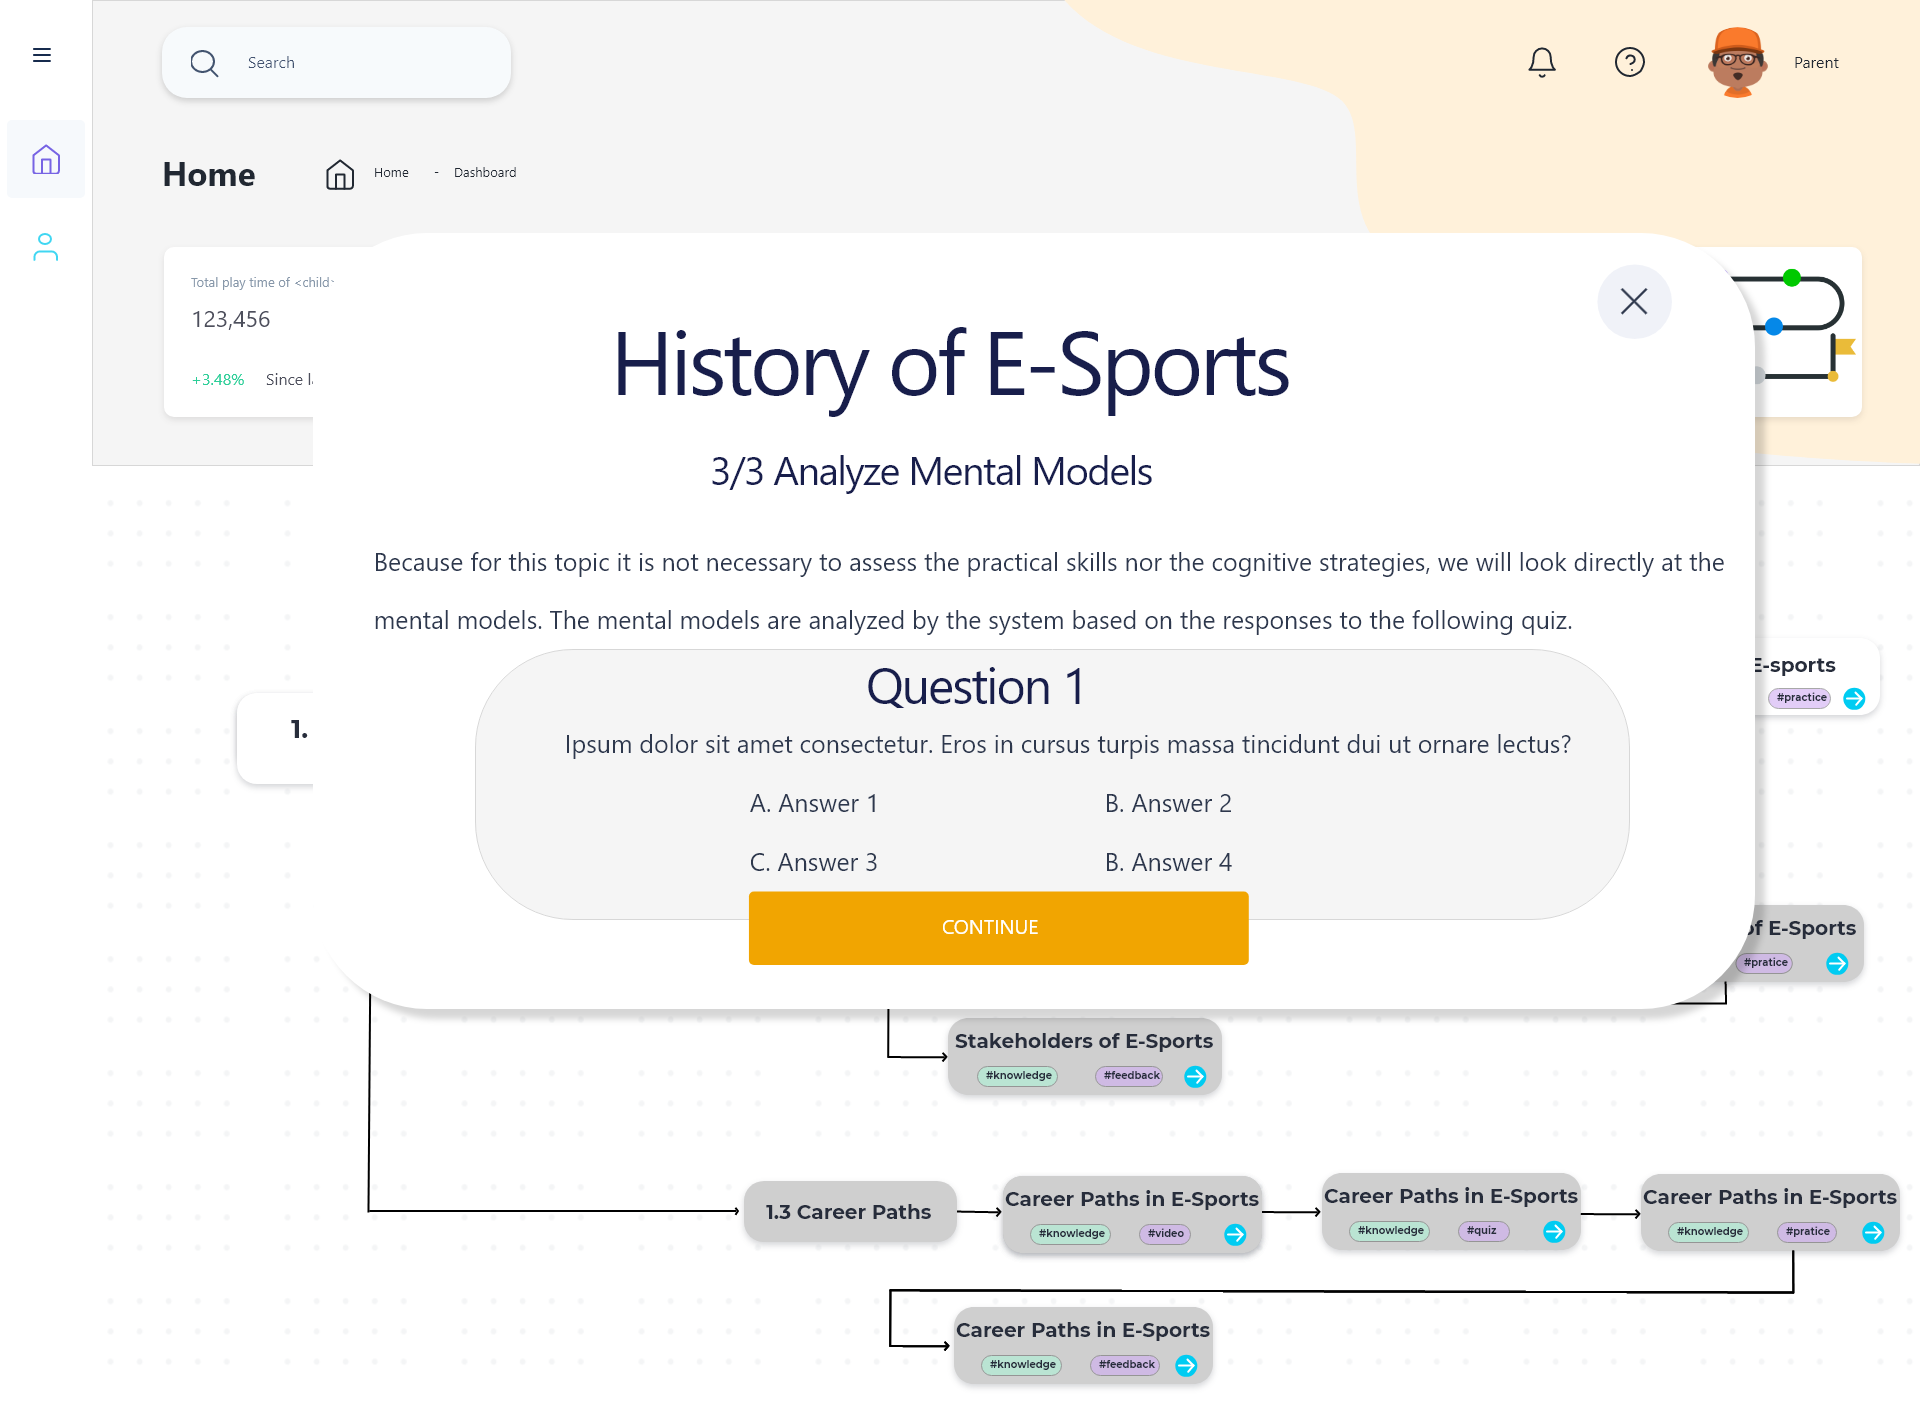 Search
Parent
Home
Home - Dashboard
Total play time of <child
123,456
+3.48% Since
History of E-Sports
3/3 Analyze Mental Models
Because for this topic it is not necessary to assess the practical skills nor the cognitive strategies, we will look directly at the
mental models. The mental models are analyzed by the system based on the responses to the following quiz.
Question 1
Ipsum dolor sit amet consectetur. Eros in cursus turpis massa tincidunt dui ut ornare lectus?
A. Answer 1 B. Answer 2
C. Answer 3 B. Answer 4
CONTINUE
1.
E-sports
#practice
of E-Sports
#pratice
Stakeholders of E-Sports
#knowledge #feedback
1.3 Career Paths
Career Paths in E-Sports
#knowledge #video
Career Paths in E-Sports
#knowledge #quiz
Career Paths in E-Sports
#knowledge #pratice
Career Paths in E-Sports
#knowledge #feedback